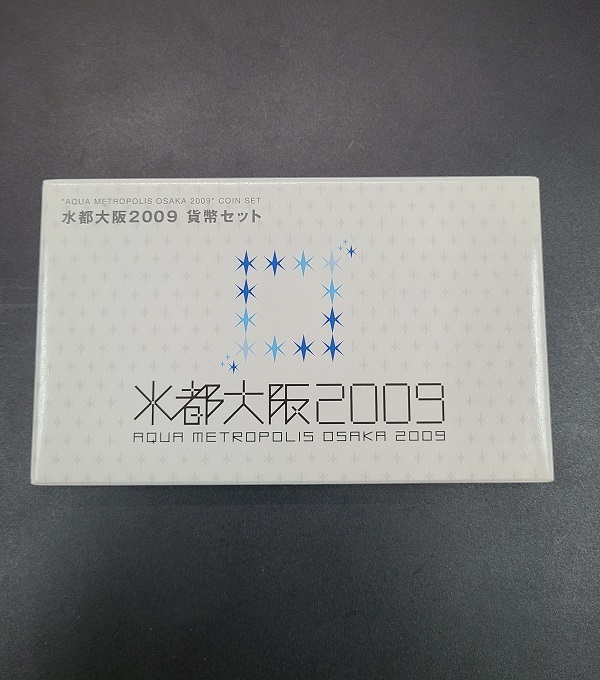 "AQUA METROPOLIS OSAKA 2009" COIN SET
水都大阪2009 貨幣セット
水都大阪2009
AQUA METROPOLIS OSAKA 2009